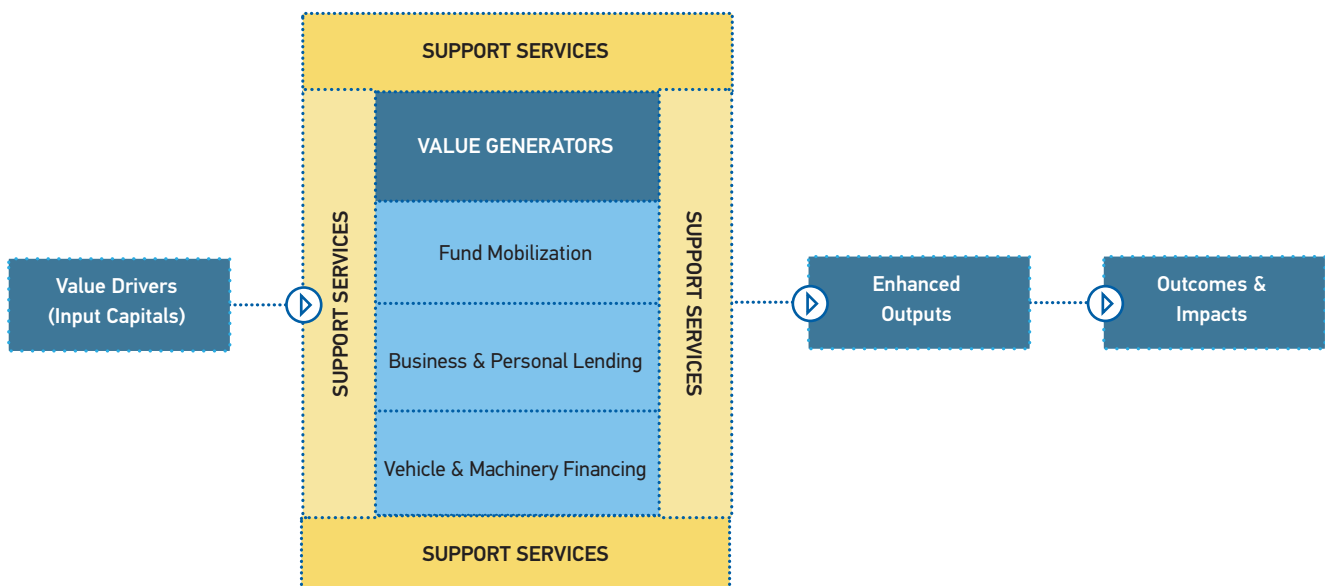 SUPPORT SERVICES
VALUE GENERATORS
SUPPORT SERVICES
SUPPORT SERVICES
Fund Mobilization
Business & Personal Lending
Vehicle & Machinery Financing
SUPPORT SERVICES
Value Drivers
(Input Capitals)
Enhanced
Outputs
Outcomes &
Impacts